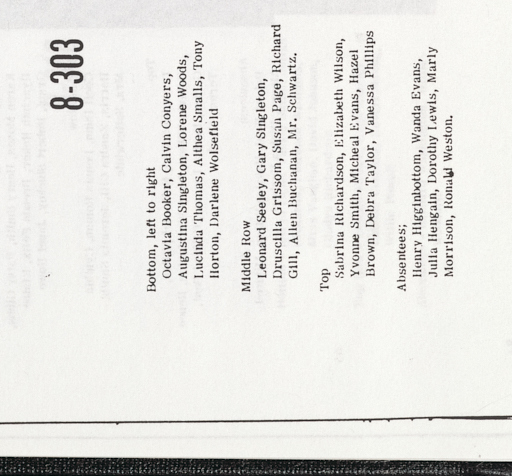 8-303
Bottom, left to right
Octavia Booker, Calvin Conyers,
Augustina Singleton, Lorene Woods,
Lucinda Thomas, Althea Smalls, Tony
Horton, Darlene Wolsefield
Middle Row
Leonard Seeley, Gary Singleton,
Druscilla Grissom, Susan Page, Richard
Gill, Allen Buchanan, Mr. Schwartz.
Top
Sabrina Richardson, Elizabeth Wilson,
Yvonne Smith, Micheal Evans, Hazel
Brown, Debra Taylor, Vanessa Phillips
Absentees;
Henry Higginbottom, Wanda Evans,
Julia Hengain, Dorothy Lewis, Marly
Morrison, Ronald Weston.